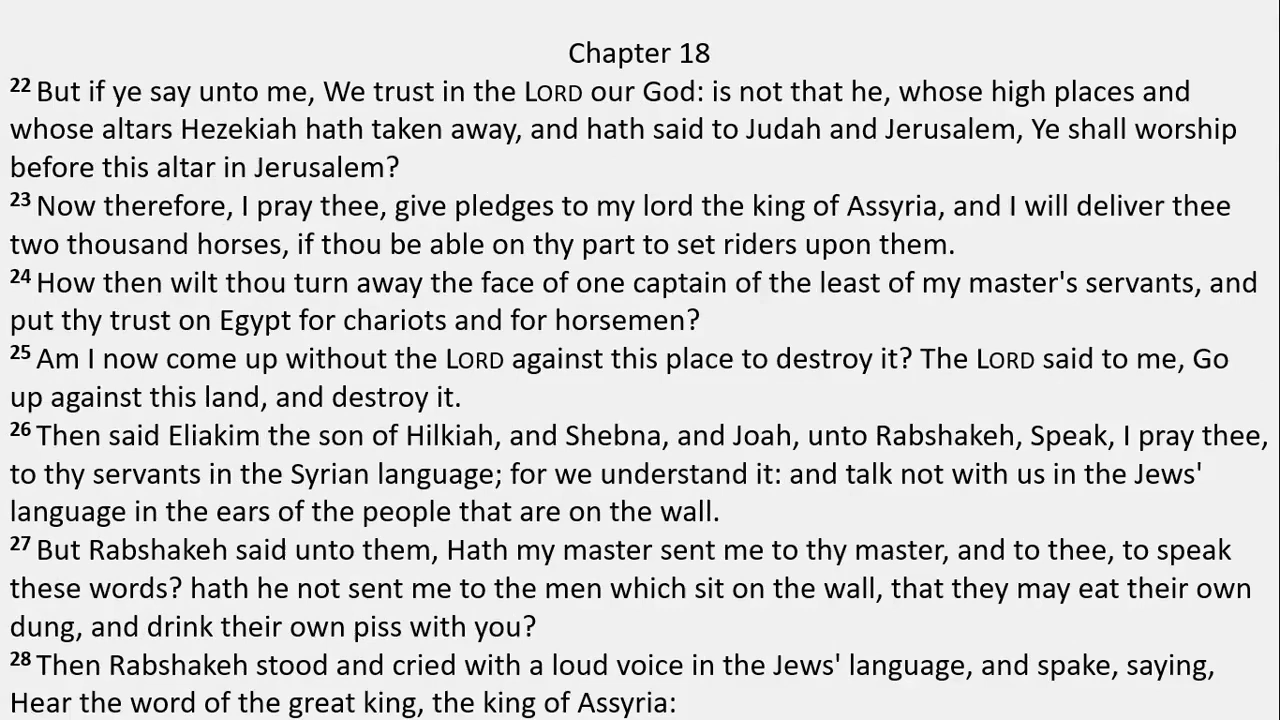 Chapter 18
22 But if ye say unto me, We trust in the LORD our God: is not that he, whose high places and
whose altars Hezekiah hath taken away, and hath said to Judah and Jerusalem, Ye shall worship
before this altar in Jerusalem?
23 Now therefore, I pray thee, give pledges to my lord the king of Assyria, and I will deliver thee
two thousand horses, if thou be able on thy part to set riders upon them.
24 How then wilt thou turn away the face of one captain of the least of my master's servants, and
put thy trust on Egypt for chariots and for horsemen?
25 Am I now come up without the LORD against this place to destroy it? The LORD said to me, Go
up against this land, and destroy it.
26 Then said Eliakim the son of Hilkiah, and Shebna, and Joah, unto Rabshakeh, Speak, I pray thee,
to thy servants in the Syrian language; for we understand it: and talk not with us in the Jews'
language in the ears of the people that are on the wall.
27 But Rabshakeh said unto them, Hath my master sent me to thy master, and to thee, to speak
these words? hath he not sent me to the men which sit on the wall, that they may eat their own
dung, and drink their own piss with you?
28 Then Rabshakeh stood and cried with a loud voice in the Jews' language, and spake, saying,
Hear the word of the great king, the king of Assyria: